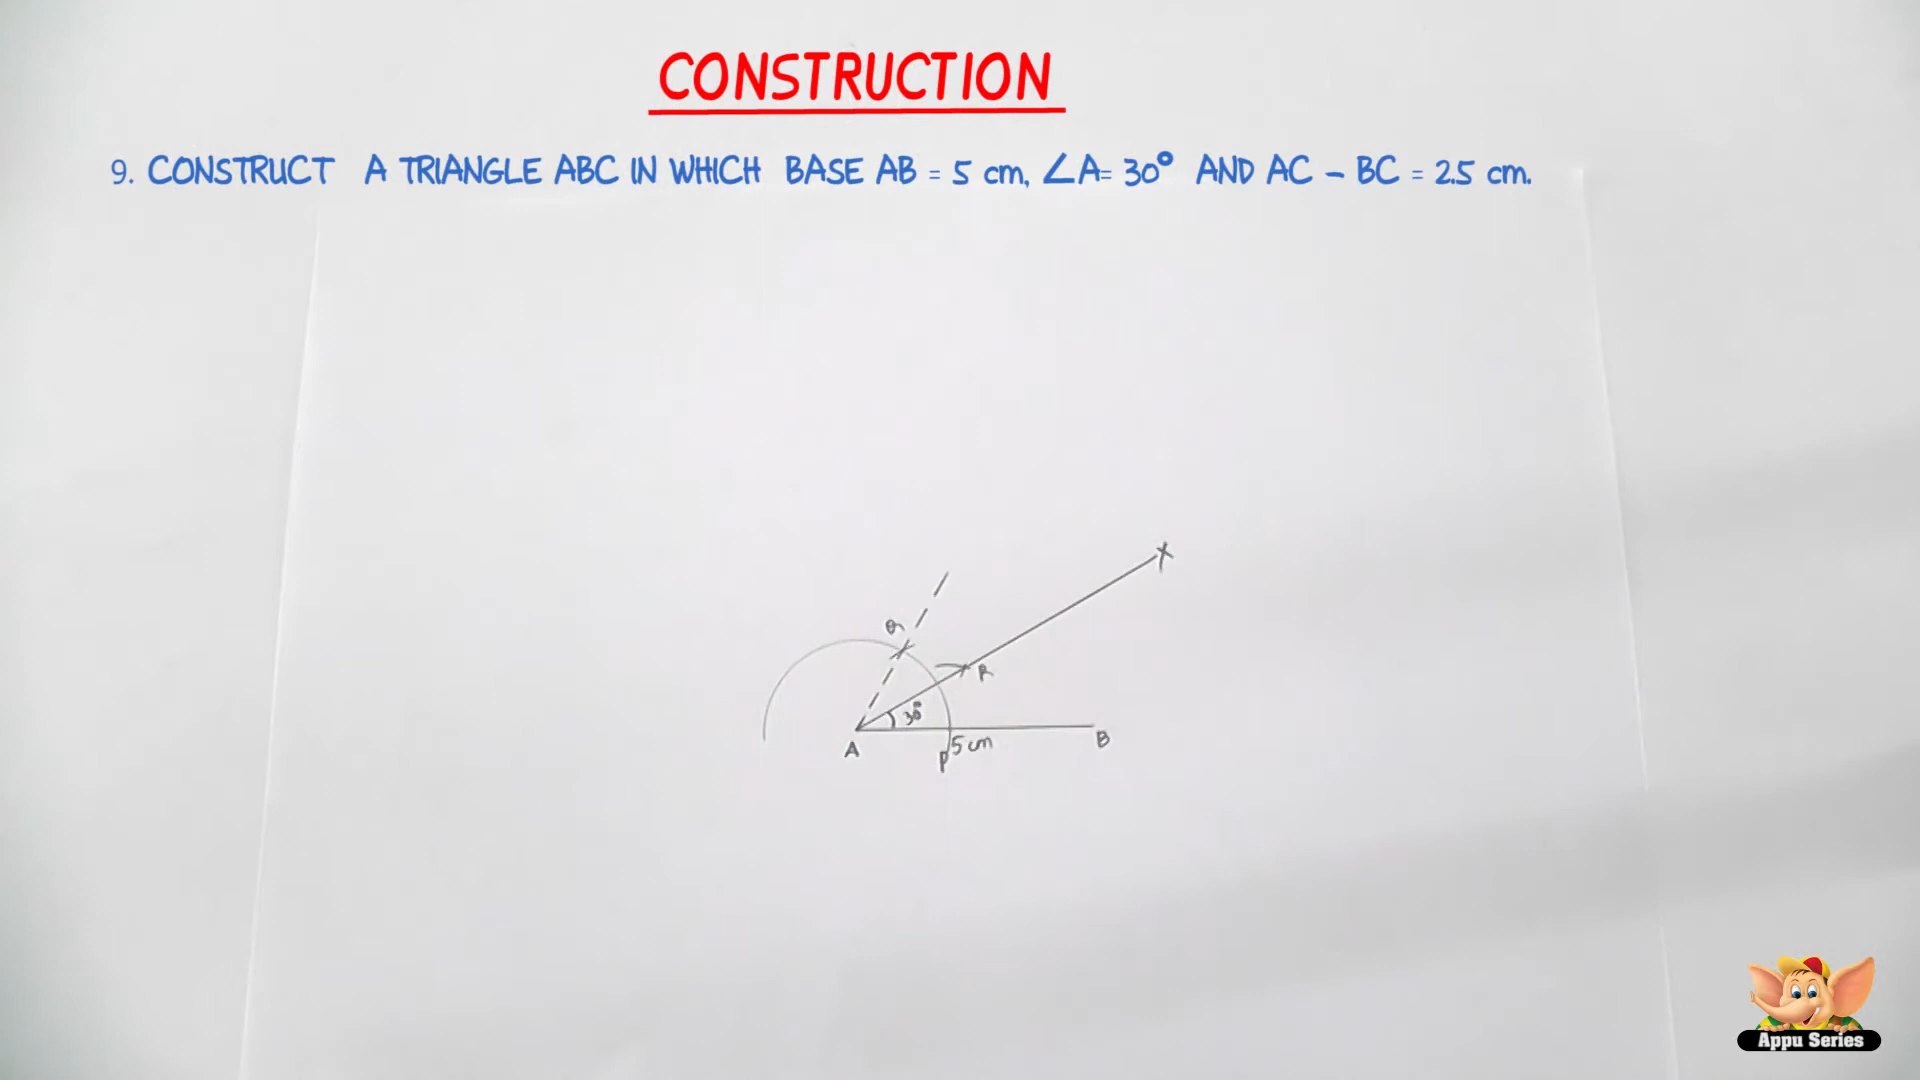 CONSTRUCTION
9. CONSTRUCT A TRIANGLE ABC IN WHICH BASE AB = 5 cm, ∠A= 30° AND AC – BC = 2.5 cm.
X
Q
R
30°
A
P
5 cm
B
Appu Series